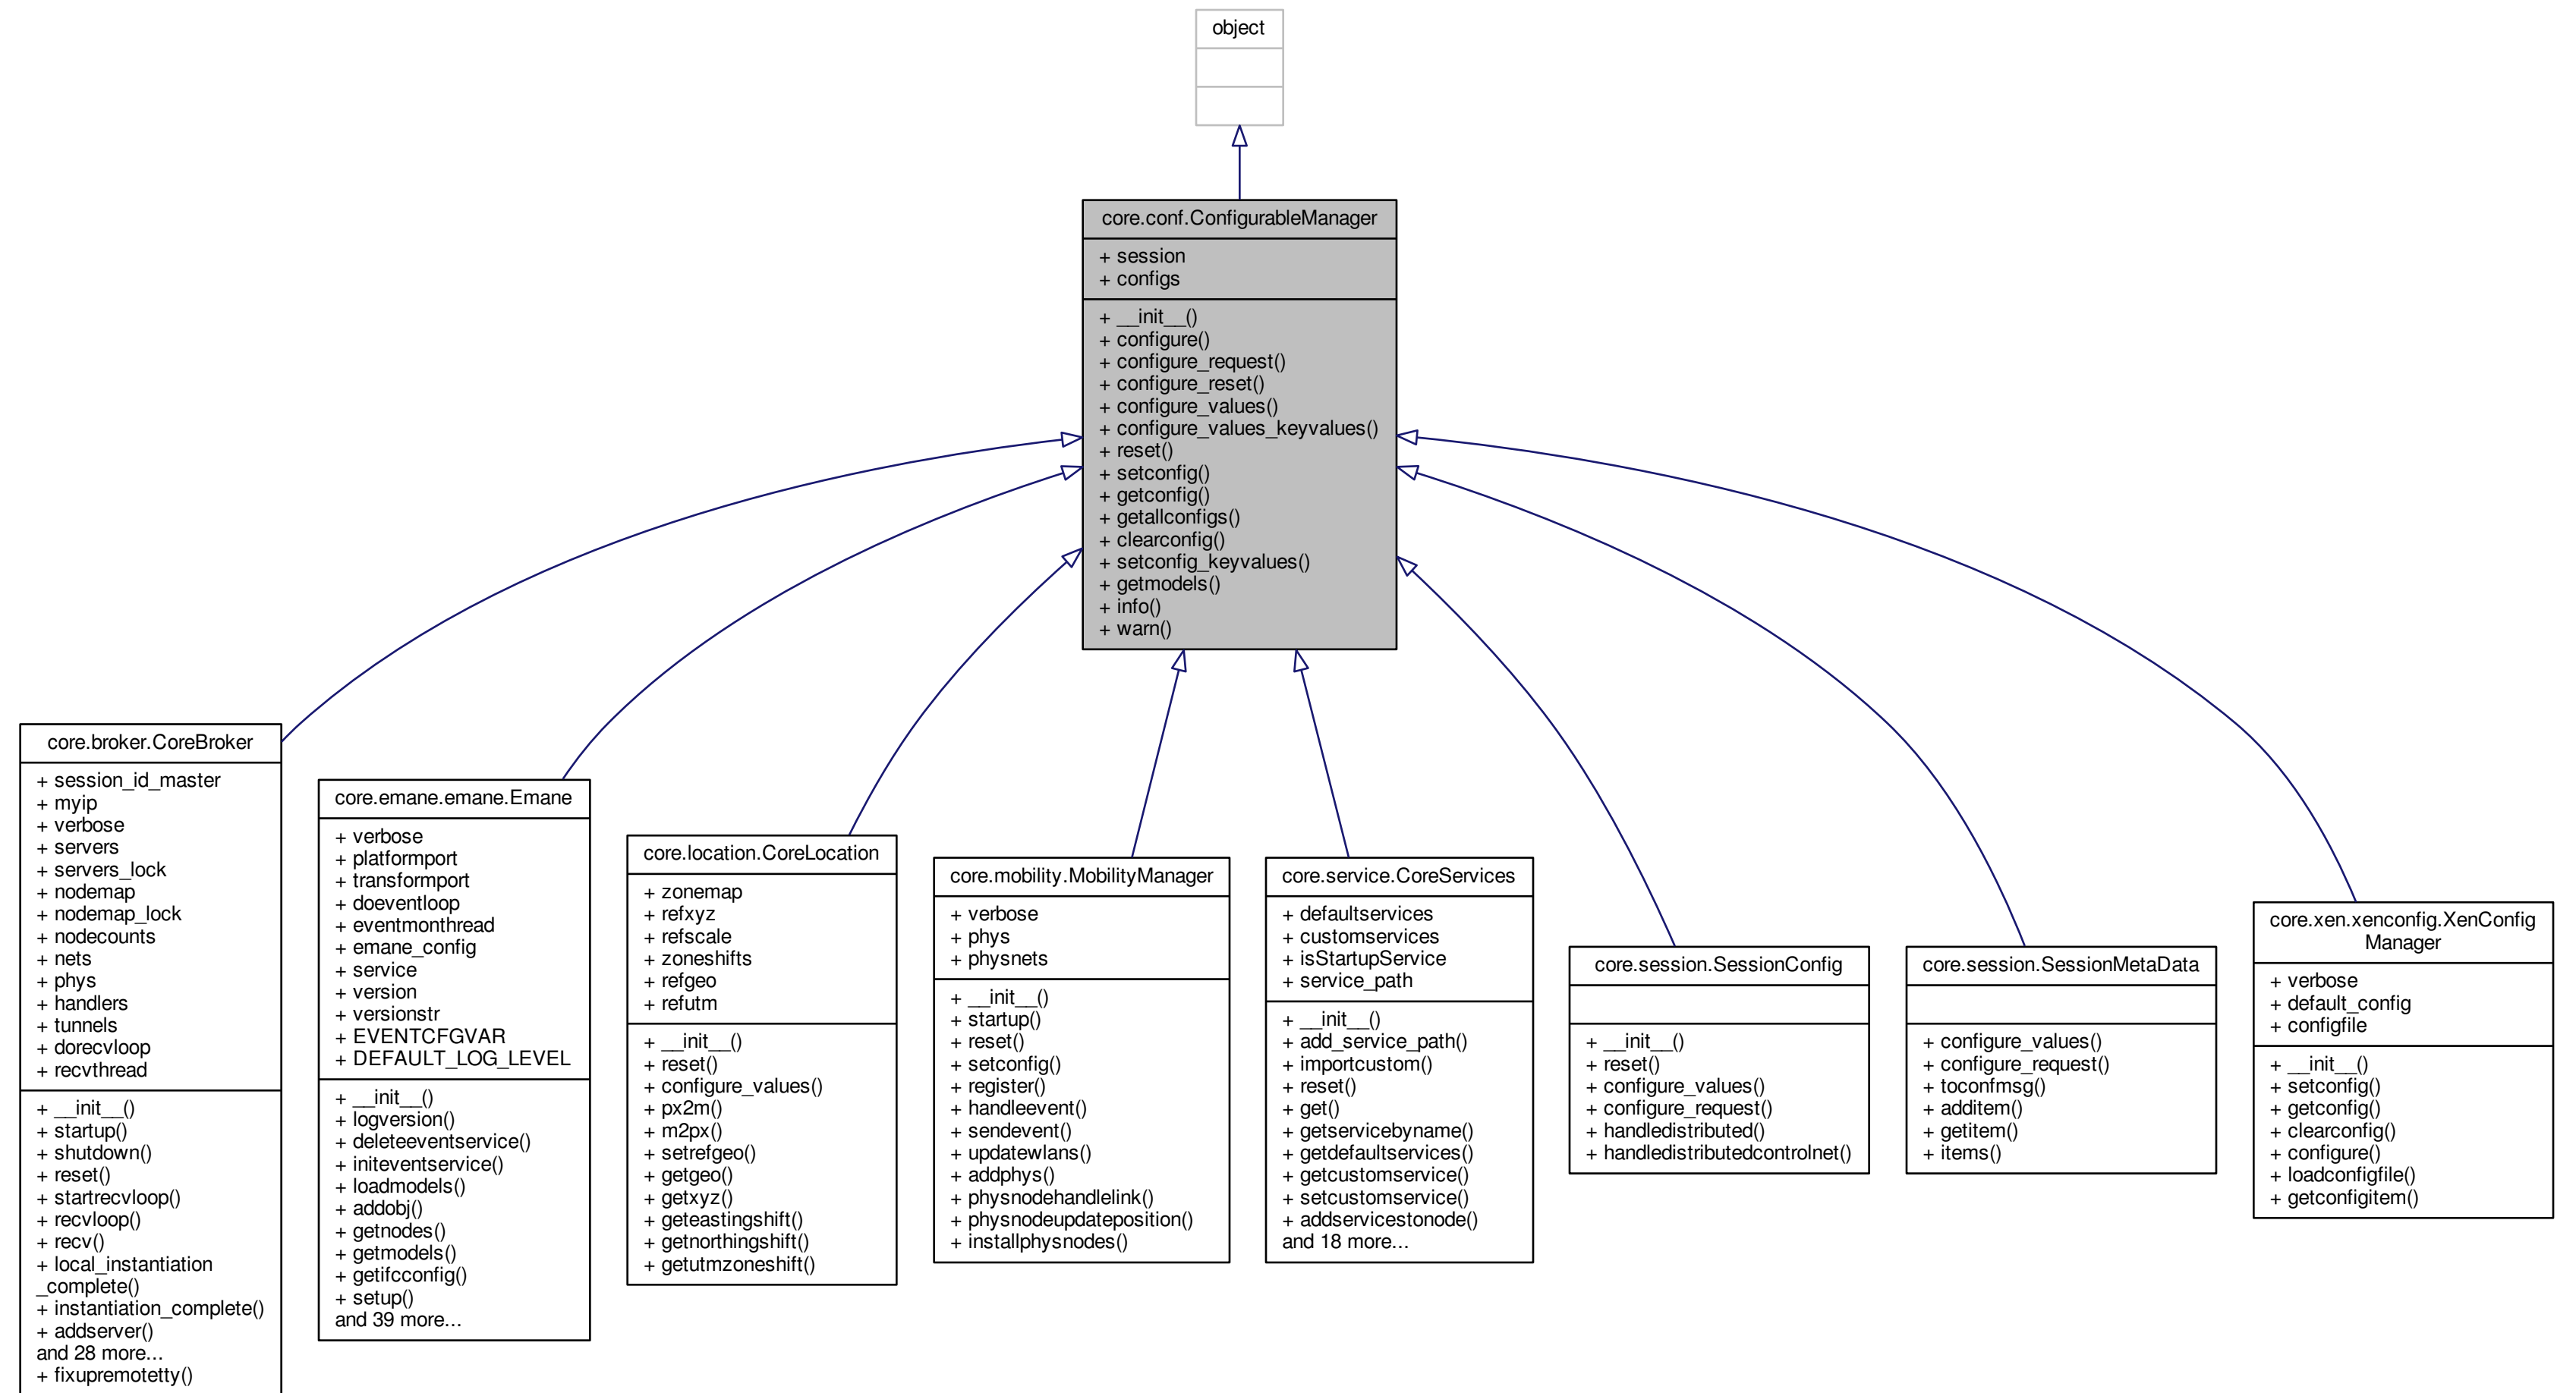 object
core.conf.ConfigurableManager
+ session
+ configs
+ __init__()
+ configure()
+ configure_request()
+ configure_reset()
+ configure_values()
+ configure_values_keyvalues()
+ reset()
+ setconfig()
+ getconfig()
+ getallconfigs()
+ clearconfig()
+ setconfig_keyvalues()
+ getmodels()
+ info()
+ warn()
core.broker.CoreBroker
+ session_id_master
+ myip
+ verbose
+ servers
+ servers_lock
+ nodemap
+ nodemap_lock
+ nodecounts
+ nets
+ phys
+ handlers
+ tunnels
+ dorecvloop
+ recvthread
+ __init__()
+ startup()
+ shutdown()
+ reset()
+ startrecvloop()
+ recvloop()
+ recv()
+ local_instantiation
_complete()
+ instantiation_complete()
+ addserver()
and 28 more...
+ fixupremotetty()
core.emane.emane.Emane
+ verbose
+ platformport
+ transformport
+ doeventloop
+ eventmonthread
+ emane_config
+ service
+ version
+ versionstr
+ EVENTCFGVAR
+ DEFAULT_LOG_LEVEL
+ __init__()
+ logversion()
+ deleteeventservice()
+ initeventservice()
+ loadmodels()
+ addobj()
+ getnodes()
+ getmodels()
+ getifcconfig()
+ setup()
and 39 more...
core.location.CoreLocation
+ zonemap
+ refxyz
+ refscale
+ zoneshifts
+ refgeo
+ refutm
+ __init__()
+ reset()
+ configure_values()
+ px2m()
+ m2px()
+ setrefgeo()
+ getgeo()
+ getxyz()
+ geteastingshift()
+ getnorthingshift()
+ getutmzoneshift()
core.mobility.MobilityManager
+ verbose
+ phys
+ physnets
+ __init__()
+ startup()
+ reset()
+ setconfig()
+ register()
+ handleevent()
+ sendevent()
+ updatewlans()
+ addphys()
+ physnodehandlelink()
+ physnodeupdateposition()
+ installphysnodes()
core.service.CoreServices
+ defaultservices
+ customservices
+ isStartupService
+ service_path
+ __init__()
+ add_service_path()
+ importcustom()
+ reset()
+ get()
+ getservicebyname()
+ getdefaultservices()
+ getcustomservice()
+ setcustomservice()
+ addservicestonode()
and 18 more...
core.session.SessionConfig
+ __init__()
+ reset()
+ configure_values()
+ configure_request()
+ handledistributed()
+ handledistributedcontrolnet()
core.session.SessionMetaData
+ configure_values()
+ configure_request()
+ toconfmsg()
+ additem()
+ getitem()
+ items()
core.xen.xenconfig.XenConfig
Manager
+ verbose
+ default_config
+ configfile
+ __init__()
+ setconfig()
+ getconfig()
+ clearconfig()
+ configure()
+ loadconfigfile()
+ getconfigitem()